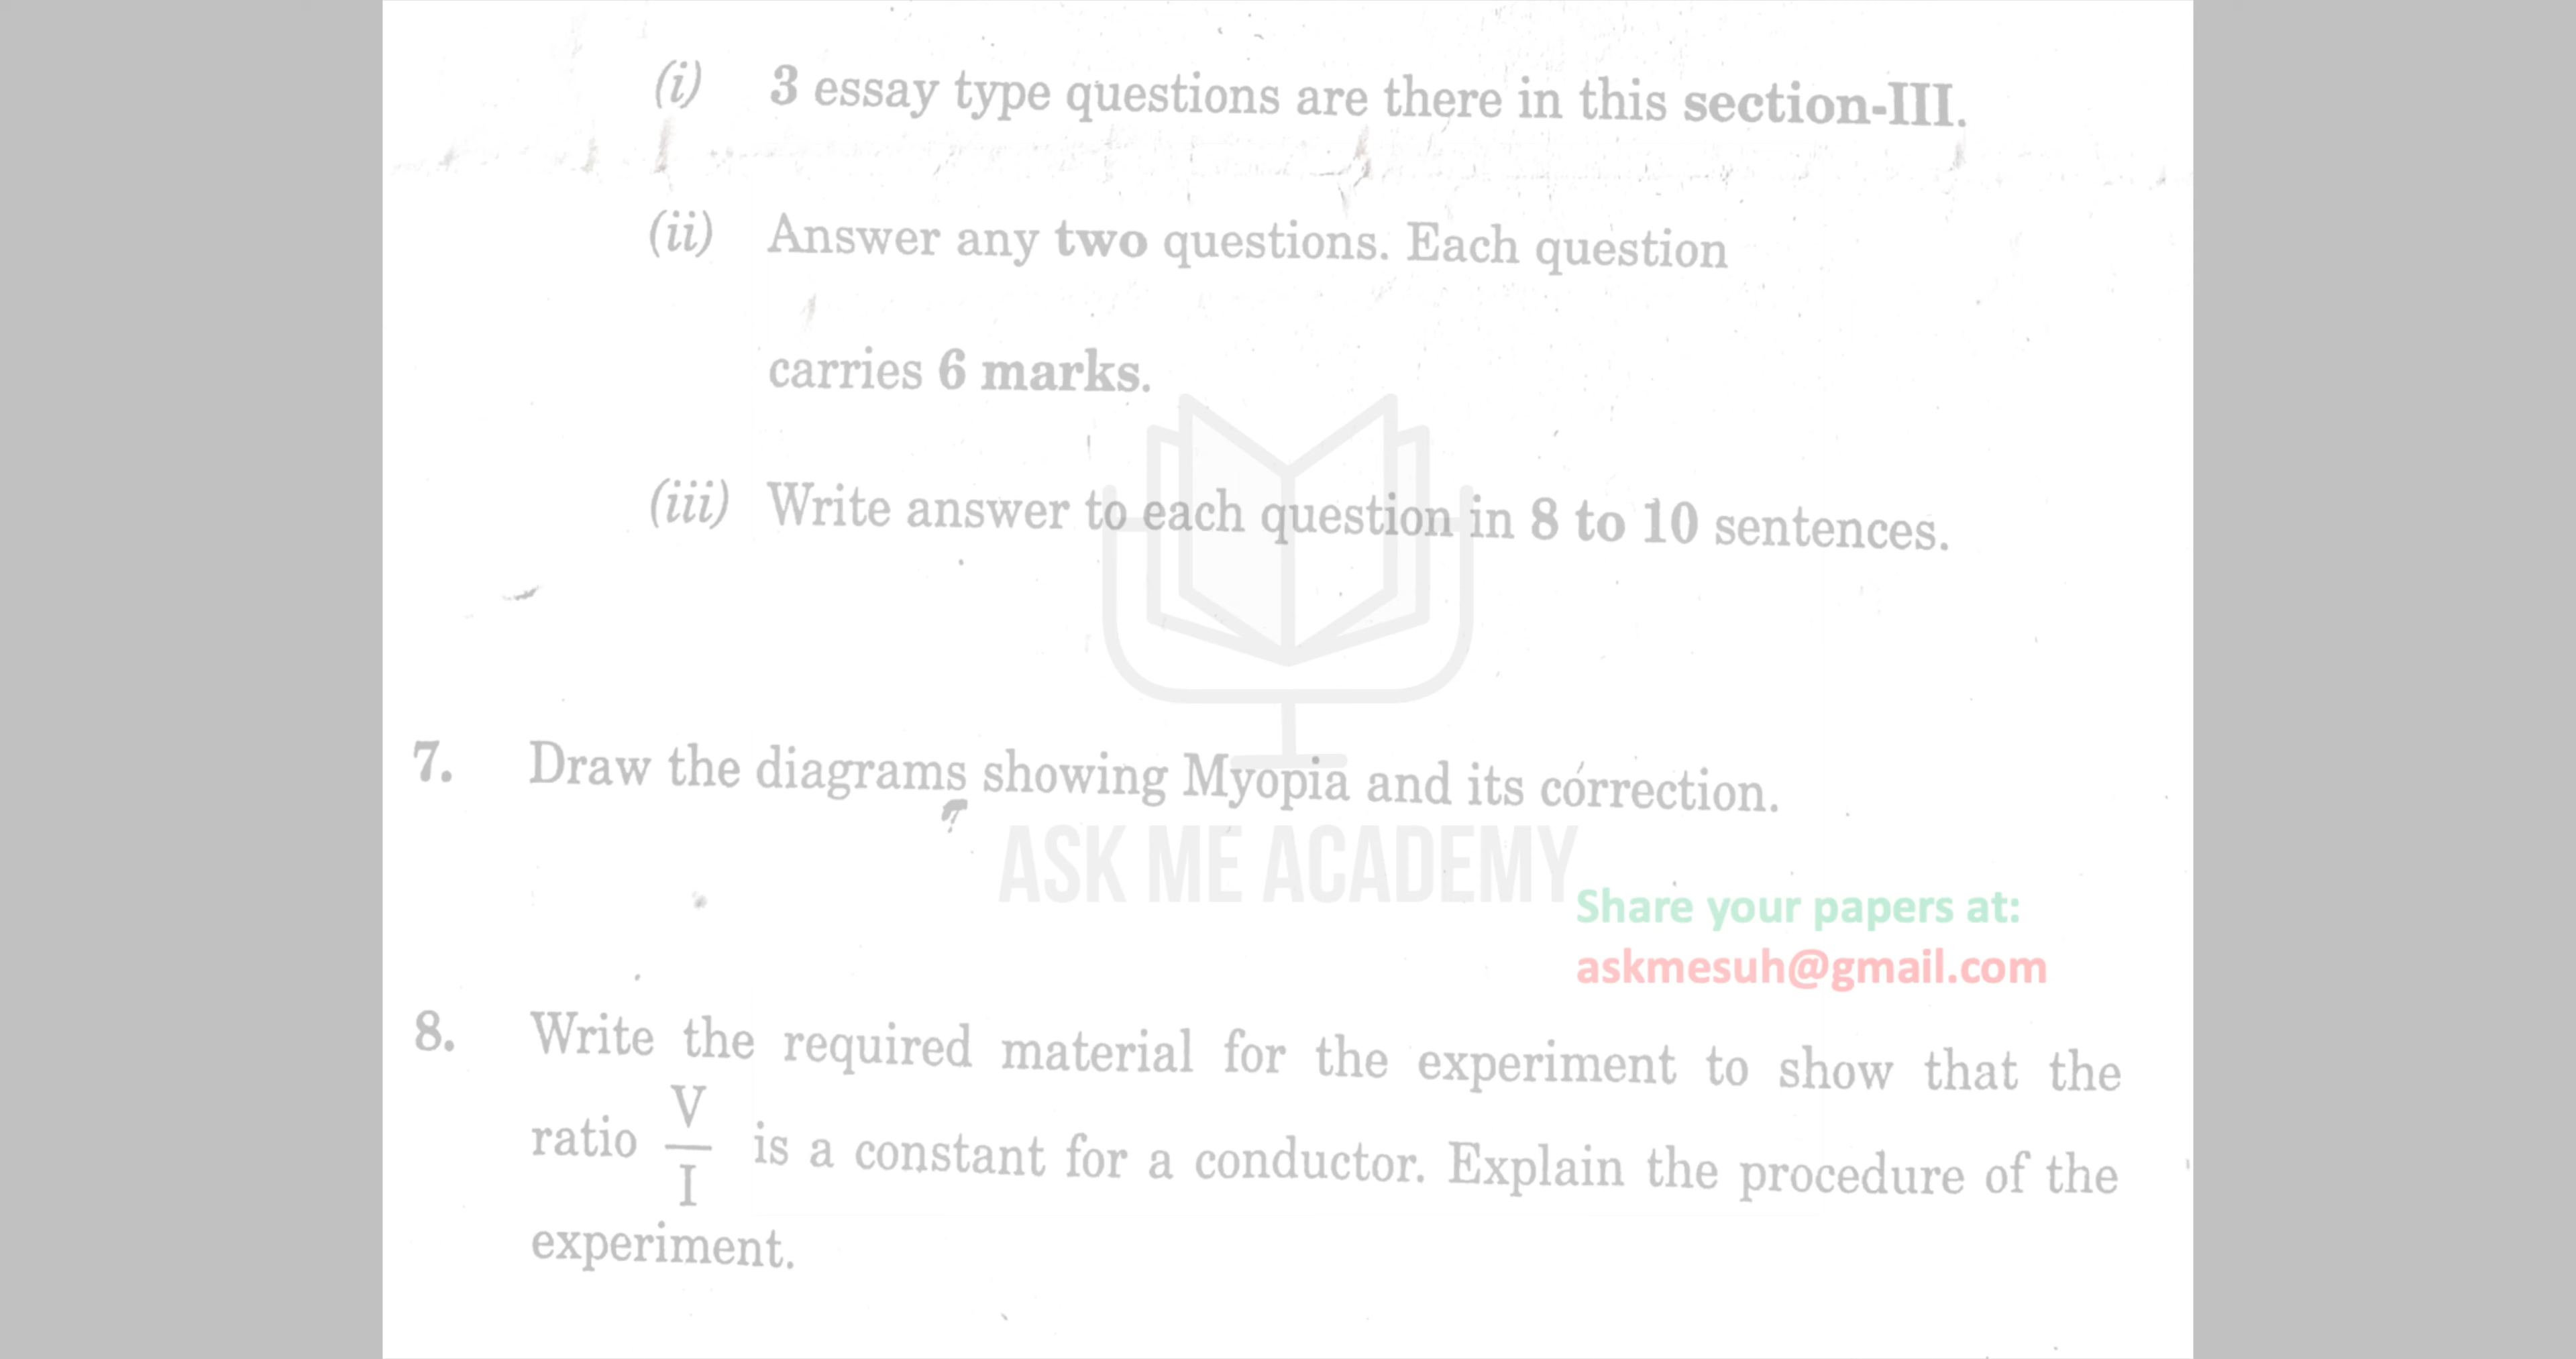 (i) 3 essay type questions are there in this section-III.
(ii) Answer any two questions. Each question
carries 6 marks.
(iii) Write answer to each question in 8 to 10 sentences.
7. Draw the diagrams showing Myopia and its correction.
ASK ME ACADEMY
Share your papers at:
askmesuh@gmail.com
8. Write the required material for the experiment to show that the
ratio V/I is a constant for a conductor. Explain the procedure of the
experiment.